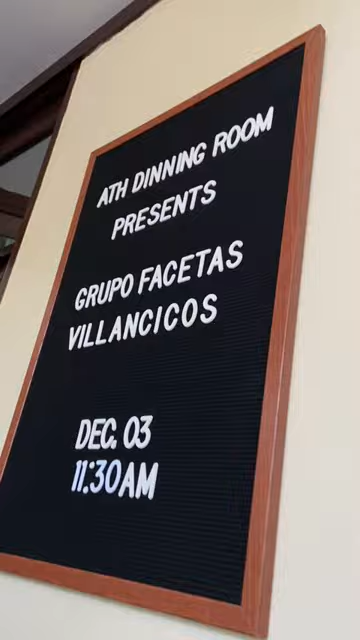 ATH DINNING ROOM
PRESENTS
GRUPO FACETAS
VILLANCICOS
DEC. 03
11:30AM